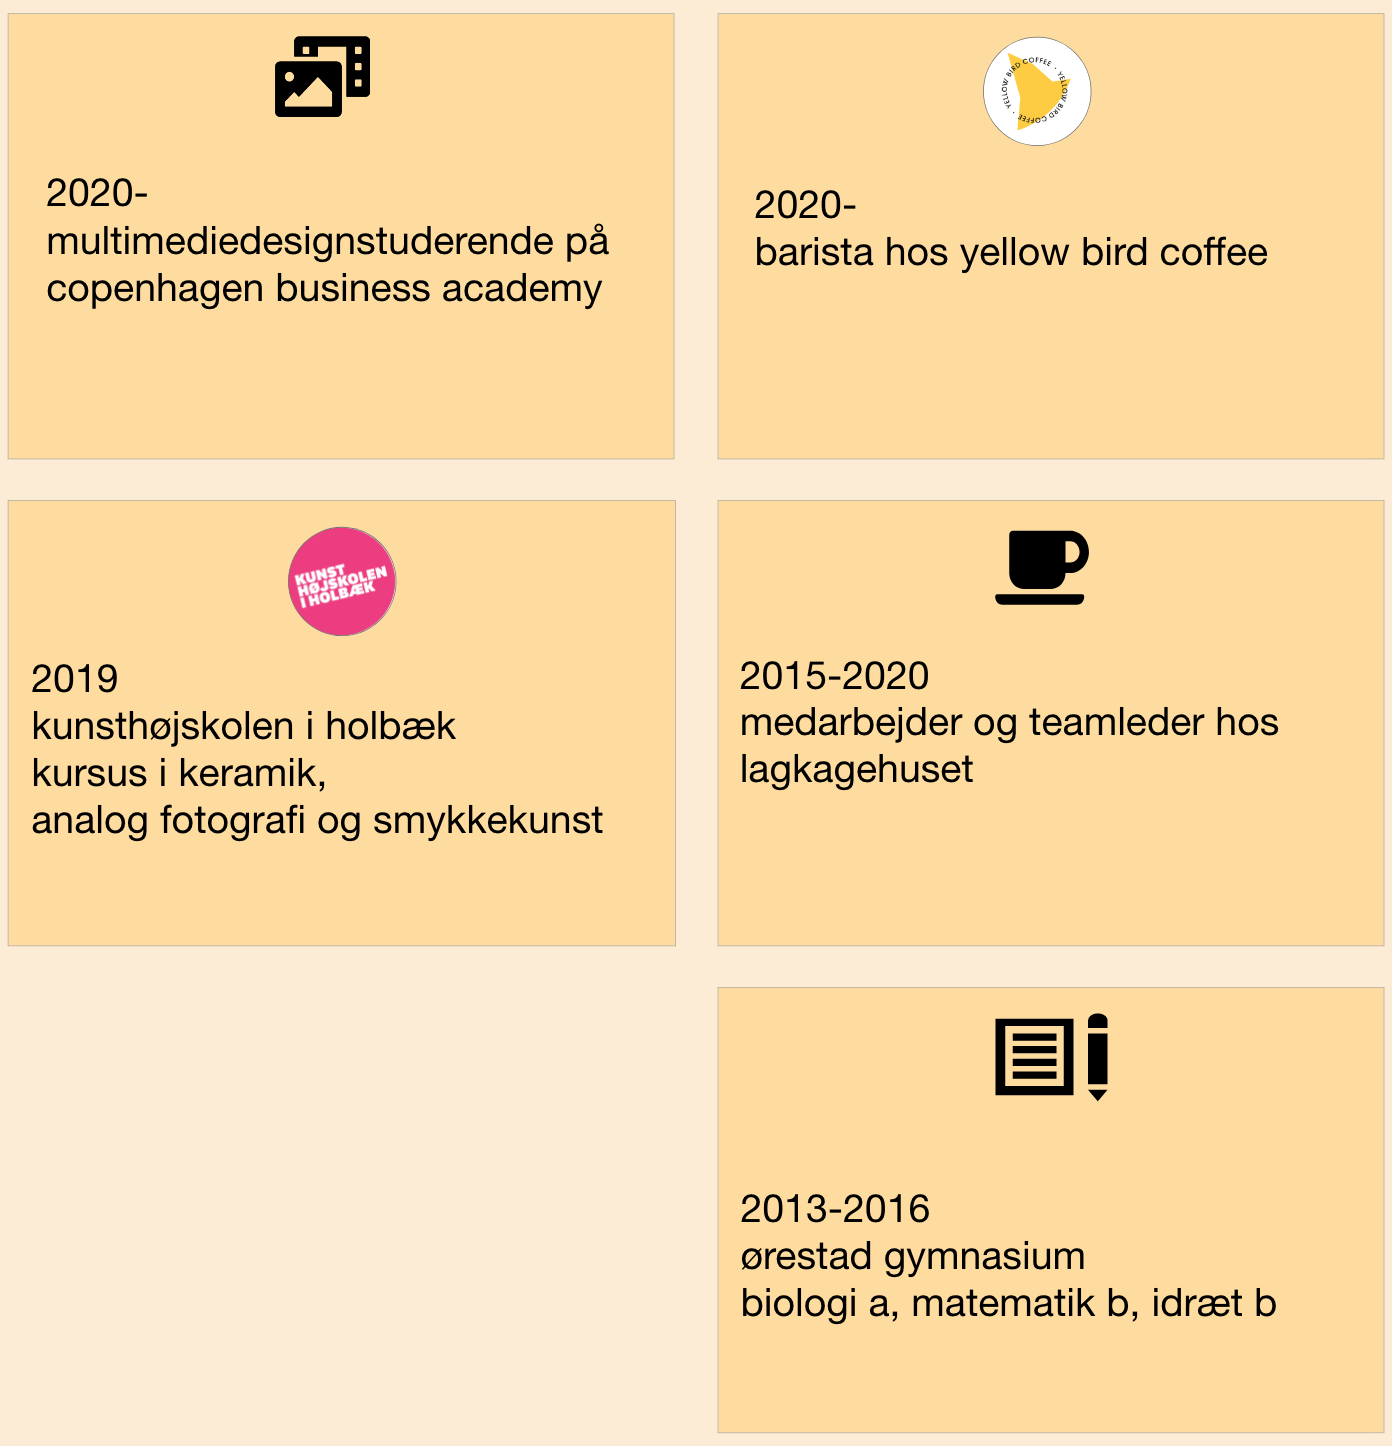 YELLOW BIRD COFFEE • YELLOW BIRD COFFEE •
2020-
multimediedesignstuderende på
copenhagen business academy
2020-
barista hos yellow bird coffee
KUNST
HØJSKOLEN
I HOLBÆK
2019
kunsthøjskolen i holbæk
kursus i keramik,
analog fotografi og smykkekunst
2015-2020
medarbejder og teamleder hos
lagkagehuset
2013-2016
ørestad gymnasium
biologi a, matematik b, idræt b